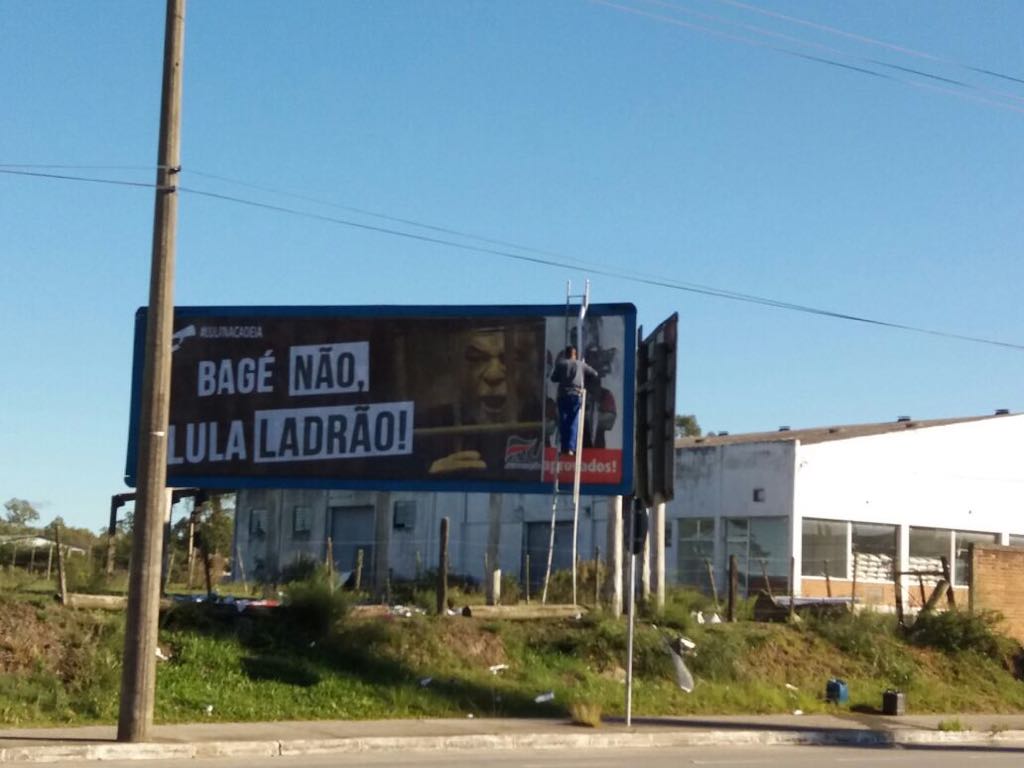 #LULANACADEIA
BAGÉ NÃO,
LULA LADRÃO!
aprovados!